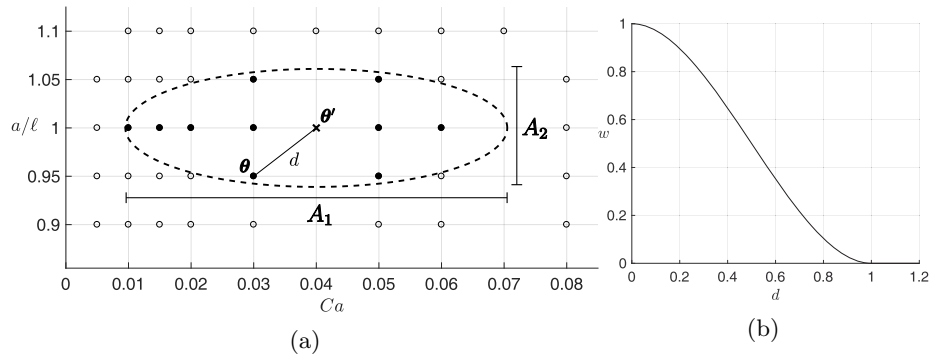 1.1
1.05
1
0.95
0.9
a/ℓ
θ′
θ
d
A₁
A₂
0 0.01 0.02 0.03 0.04 0.05 0.06 0.07 0.08
Ca
(a)
1
0.8
0.6
0.4
0.2
0
w
0 0.2 0.4 0.6 0.8 1 1.2
d
(b)